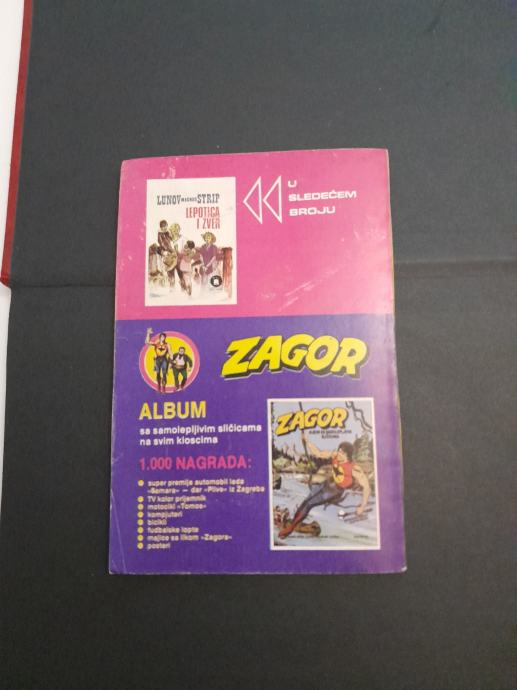 LUNOV MAGNUS STRIP
LEPOTICA
I ZVER
U
SLEDEĆEM
BROJU
ZAGOR
ALBUM
sa samolepljivim sličicama
na svim kioscima
1.000 NAGRADA:
super premija automobil lada
»Samara« — dar »Plive« iz Zagreba
TV kolor prijemnik
motocikl »Tomos«
kompjuteri
bicikli
fudbalske lopte
majice sa likom »Zagora«
posteri
ZAGOR